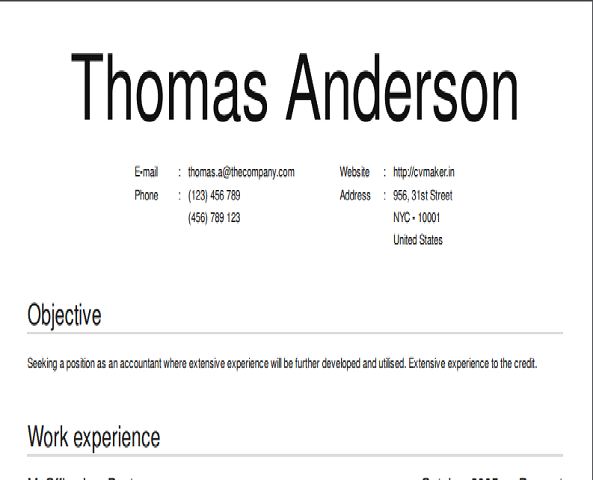 Thomas Anderson
E-mail : thomas.a@thecompany.com
Phone : (123) 456 789
(456) 789 123
Website : http://cvmaker.in
Address : 956, 31st Street
NYC - 10001
United States
Objective
Seeking a position as an accountant where extensive experience will be further developed and utilised. Extensive experience to the credit.
Work experience